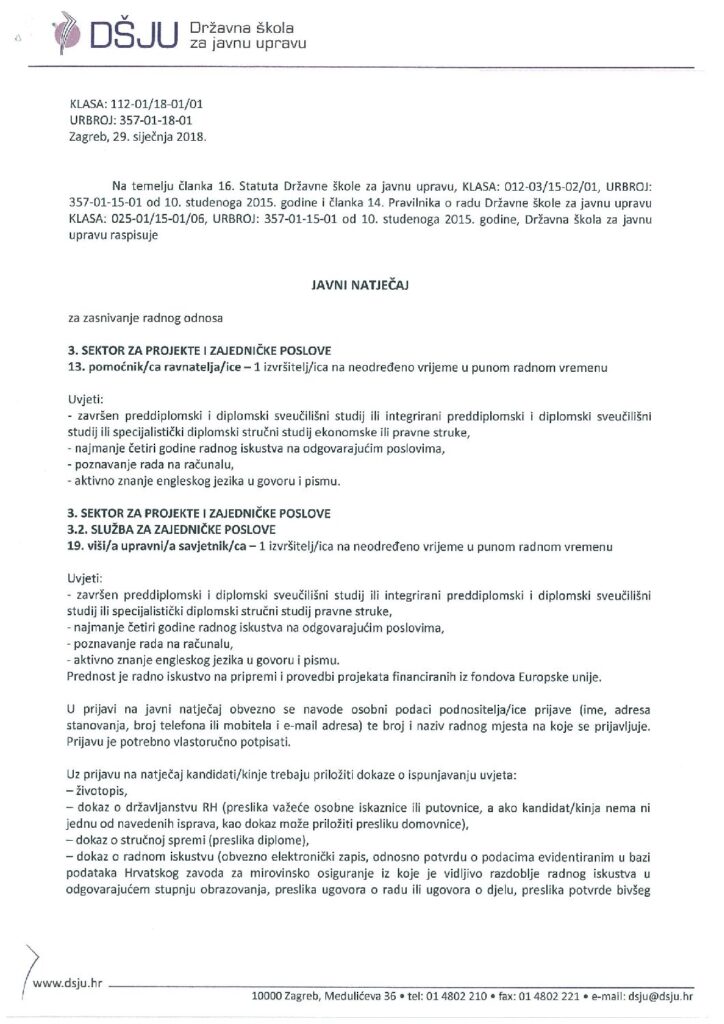 DŠJU Državna škola
za javnu upravu
KLASA: 112-01/18-01/01
URBROJ: 357-01-18-01
Zagreb, 29. siječnja 2018.
Na temelju članka 16. Statuta Državne škole za javnu upravu, KLASA: 012-03/15-02/01, URBROJ:
357-01-15-01 od 10. studenoga 2015. godine i članka 14. Pravilnika o radu Državne škole za javnu upravu
KLASA: 025-01/15-01/06, URBROJ: 357-01-15-01 od 10. studenoga 2015. godine, Državna škola za javnu
upravu raspisuje
JAVNI NATJEČAJ
za zasnivanje radnog odnosa
3. SEKTOR ZA PROJEKTE I ZAJEDNIČKE POSLOVE
13. pomoćnik/ca ravnatelja/ice – 1 izvršitelj/ica na neodređeno vrijeme u punom radnom vremenu
Uvjeti:
- završen preddiplomski i diplomski sveučilišni studij ili integrirani preddiplomski i diplomski sveučilišni
studij ili specijalistički diplomski stručni studij ekonomske ili pravne struke,
- najmanje četiri godine radnog iskustva na odgovarajućim poslovima,
- poznavanje rada na računalu,
- aktivno znanje engleskog jezika u govoru i pismu.
3. SEKTOR ZA PROJEKTE I ZAJEDNIČKE POSLOVE
3.2. SLUŽBA ZA ZAJEDNIČKE POSLOVE
19. viši/a upravni/a savjetnik/ca – 1 izvršitelj/ica na neodređeno vrijeme u punom radnom vremenu
Uvjeti:
- završen preddiplomski i diplomski sveučilišni studij ili integrirani preddiplomski i diplomski sveučilišni
studij ili specijalistički diplomski stručni studij pravne struke,
- najmanje četiri godine radnog iskustva na odgovarajućim poslovima,
- poznavanje rada na računalu,
- aktivno znanje engleskog jezika u govoru i pismu.
Prednost je radno iskustvo na pripremi i provedbi projekata financiranih iz fondova Europske unije.
U prijavi na javni natječaj obvezno se navode osobni podaci podnositelja/ice prijave (ime, adresa
stanovanja, broj telefona ili mobitela i e-mail adresa) te broj i naziv radnog mjesta na koje se prijavljuje.
Prijavu je potrebno vlastoručno potpisati.
Uz prijavu na natječaj kandidati/kinje trebaju priložiti dokaze o ispunjavanju uvjeta:
– životopis,
– dokaz o državljanstvu RH (preslika važeće osobne iskaznice ili putovnice, a ako kandidat/kinja nema ni
jednu od navedenih isprava, kao dokaz može priložiti presliku domovnice),
– dokaz o stručnoj spremi (preslika diplome),
– dokaz o radnom iskustvu (obvezno elektronički zapis, odnosno potvrdu o podacima evidentiranim u bazi
podataka Hrvatskog zavoda za mirovinsko osiguranje iz koje je vidljivo razdoblje radnog iskustva u
odgovarajućem stupnju obrazovanja, preslika ugovora o radu ili ugovora o djelu, preslika potvrde bivšeg
www.dsju.hr
10000 Zagreb, Medulićeva 36 • tel: 01 4802 210 • fax: 01 4802 221 • e-mail: dsju@dsju.hr